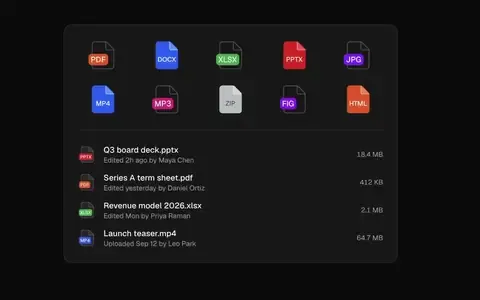 PDF DOCX XLSX PPTX JPG
MP4 MP3 ZIP FIG HTML
PPTX Q3 board deck.pptx 18.4 MB
Edited 2h ago by Maya Chen
PDF Series A term sheet.pdf 412 KB
Edited yesterday by Daniel Ortiz
XLSX Revenue model 2026.xlsx 2.1 MB
Edited Mon by Priya Raman
MP4 Launch teaser.mp4 64.7 MB
Uploaded Sep 12 by Leo Park